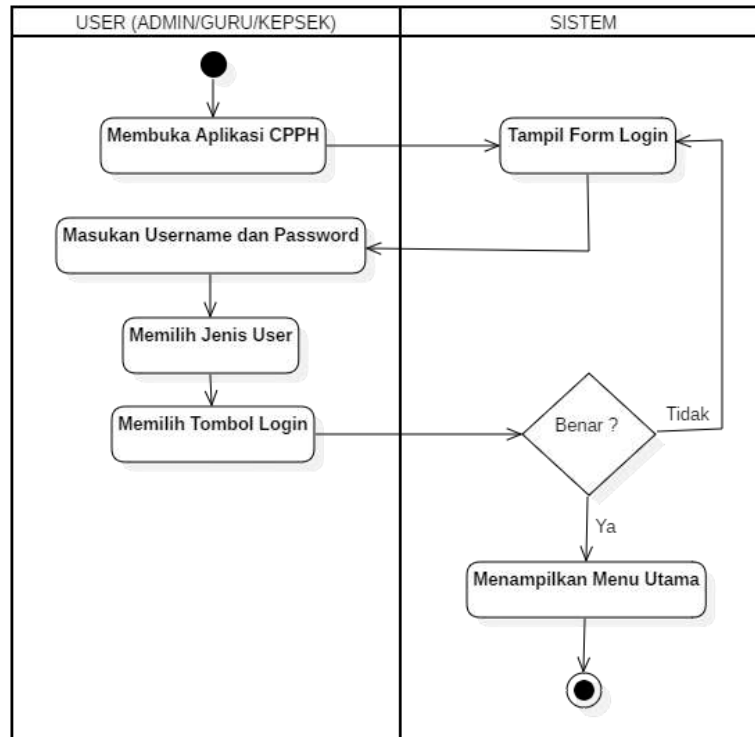 USER (ADMIN/GURU/KEPSEK)
SISTEM
Membuka Aplikasi CPPH
Tampil Form Login
Masukan Username dan Password
Memilih Jenis User
Memilih Tombol Login
Benar ?
Tidak
Ya
Menampilkan Menu Utama